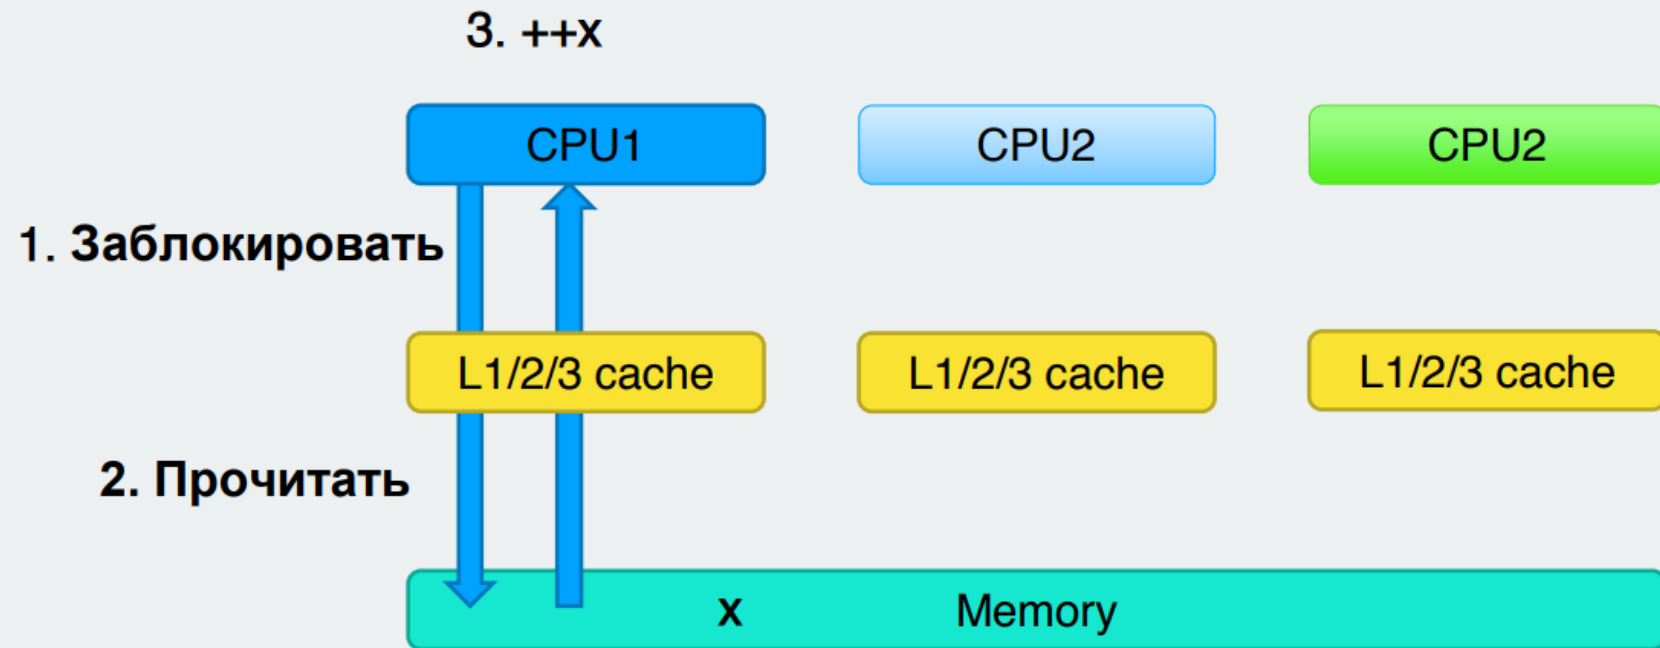 3. ++x
CPU1
CPU2
CPU2
1. Заблокировать
L1/2/3 cache
L1/2/3 cache
L1/2/3 cache
2. Прочитать
x
Memory